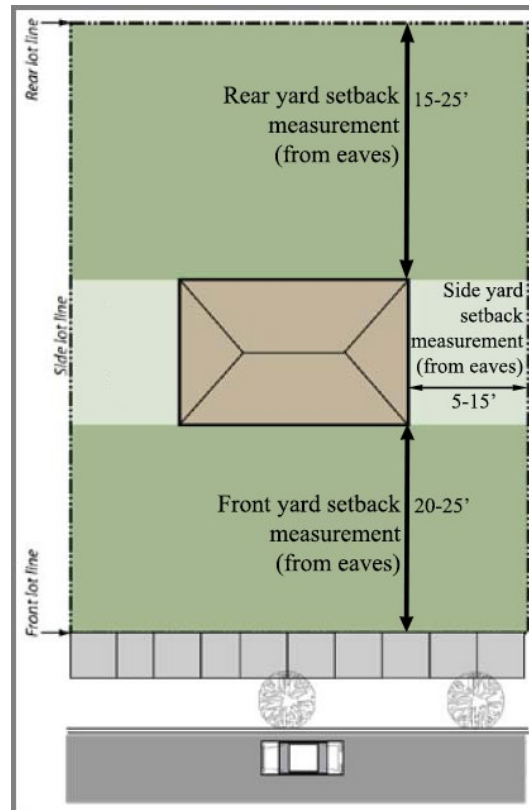 Rear lot line
Rear yard setback
measurement
(from eaves)
15-25’
Side lot line
Side yard
setback
measurement
(from eaves)
5-15’
Front yard setback
measurement
(from eaves)
20-25’
Front lot line